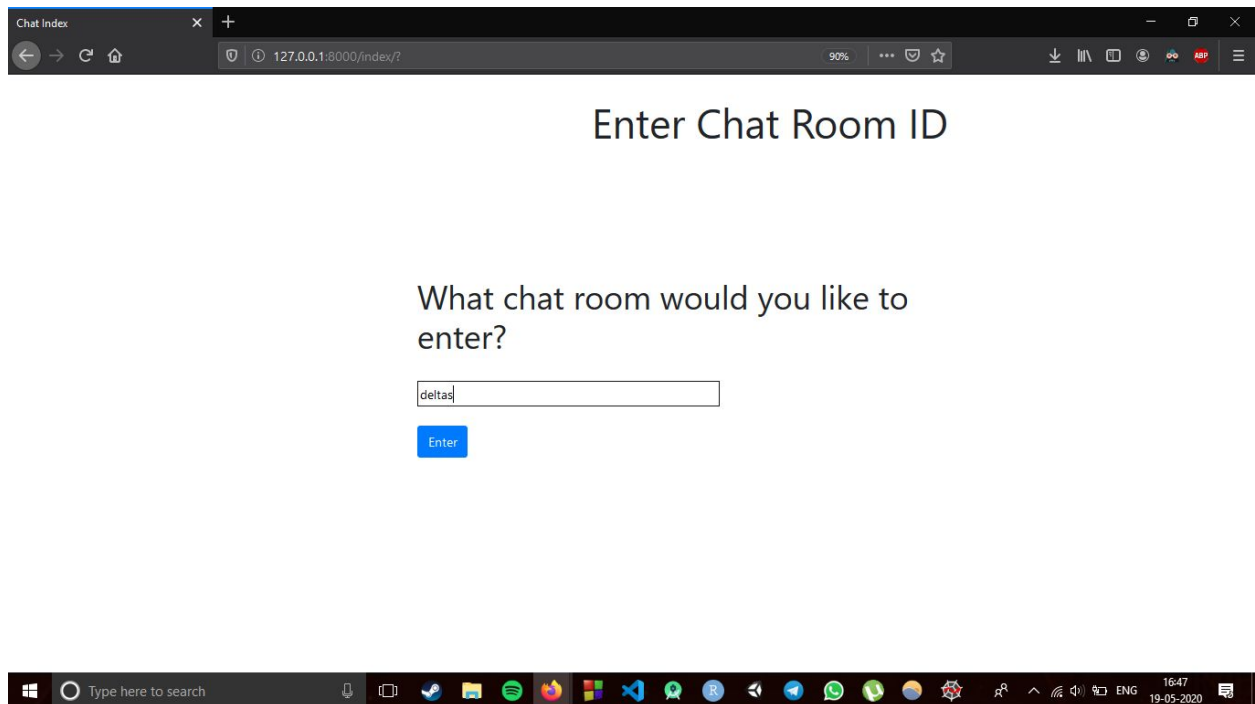 Chat Index
127.0.0.1:8000/index/?
90%
ABP
Enter Chat Room ID
What chat room would you like to
enter?
deltas
Enter
Type here to search
R
ENG
16:47
19-05-2020